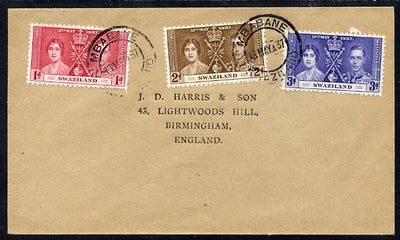 MBABANE
MBABANE
12TH MAY 1937.
12TH MAY 1937.
12TH MAY 1937.
1D SWAZILAND
2D SWAZILAND 2D
3D SWAZILAND 3D
J. D. HARRIS & SON
43, LIGHTWOODS HILL,
BIRMINGHAM,
ENGLAND.